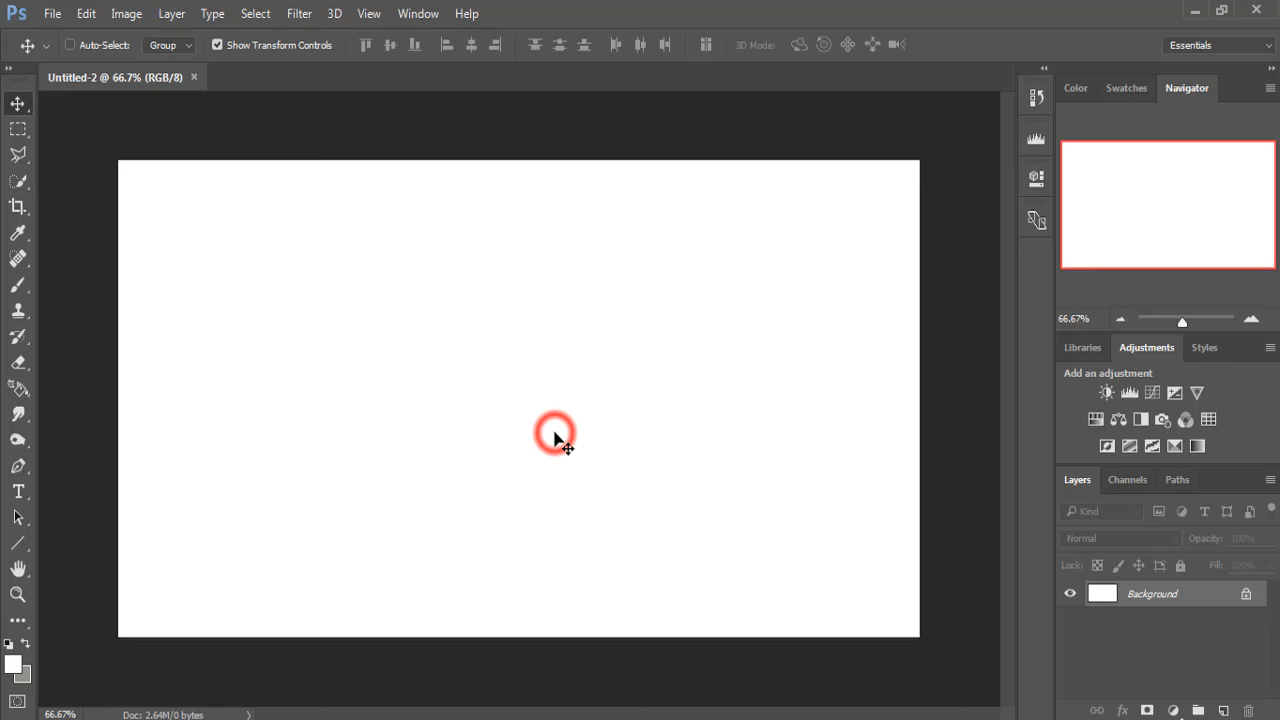 Ps File Edit Image Layer Type Select Filter 3D View Window Help
Auto-Select: Group Show Transform Controls 3D Mode: Essentials
Untitled-2 @ 66.7% (RGB/8) ×
Color Swatches Navigator
66.67%
Libraries Adjustments Styles
Add an adjustment
Layers Channels Paths
Kind
Normal Opacity: 100%
Lock: Fill: 100%
Background
66.67% Doc: 2.64M/0 bytes